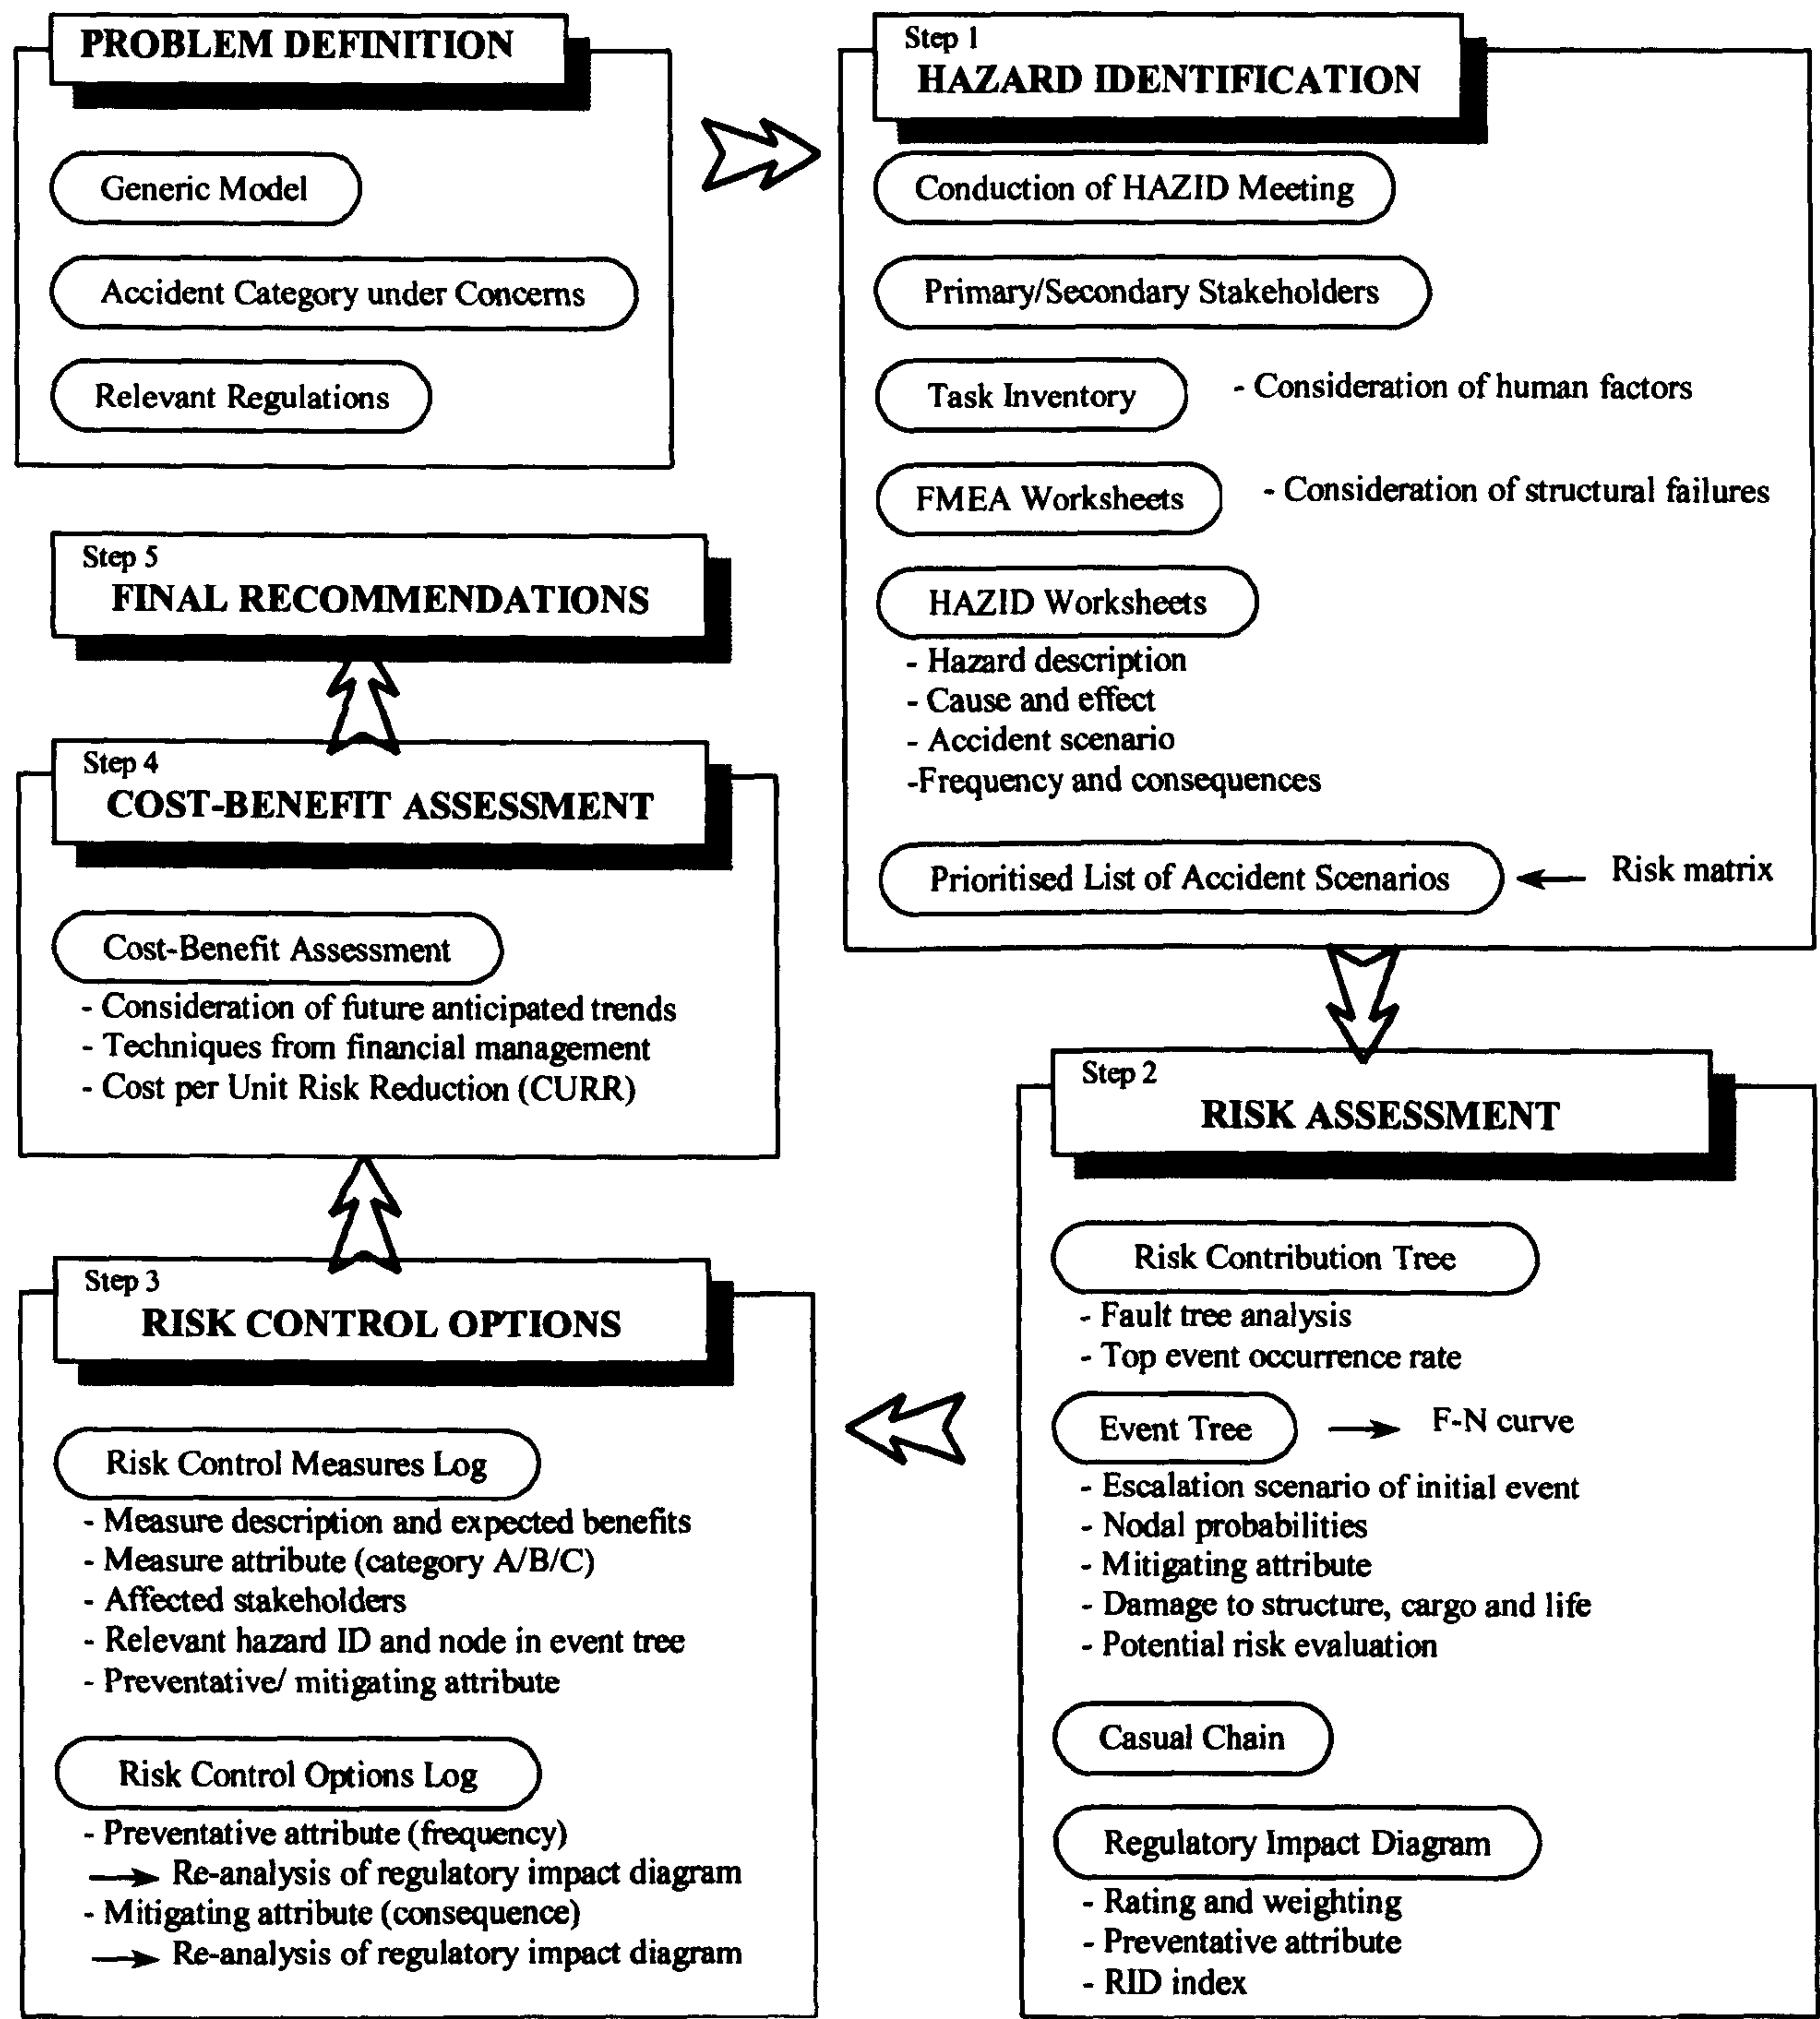 PROBLEM DEFINITION
Generic Model
Accident Category under Concerns
Relevant Regulations
Step 1
HAZARD IDENTIFICATION
Conduction of HAZID Meeting
Primary/Secondary Stakeholders
Task Inventory
- Consideration of human factors
FMEA Worksheets
- Consideration of structural failures
HAZID Worksheets
- Hazard description
- Cause and effect
- Accident scenario
-Frequency and consequences
Prioritised List of Accident Scenarios
Risk matrix
Step 2
RISK ASSESSMENT
Risk Contribution Tree
- Fault tree analysis
- Top event occurrence rate
Event Tree
F-N curve
- Escalation scenario of initial event
- Nodal probabilities
- Mitigating attribute
- Damage to structure, cargo and life
- Potential risk evaluation
Casual Chain
Regulatory Impact Diagram
- Rating and weighting
- Preventative attribute
- RID index
Step 3
RISK CONTROL OPTIONS
Risk Control Measures Log
- Measure description and expected benefits
- Measure attribute (category A/B/C)
- Affected stakeholders
- Relevant hazard ID and node in event tree
- Preventative/ mitigating attribute
Risk Control Options Log
- Preventative attribute (frequency)
Re-analysis of regulatory impact diagram
- Mitigating attribute (consequence)
Re-analysis of regulatory impact diagram
Step 4
COST-BENEFIT ASSESSMENT
Cost-Benefit Assessment
- Consideration of future anticipated trends
- Techniques from financial management
- Cost per Unit Risk Reduction (CURR)
Step 5
FINAL RECOMMENDATIONS